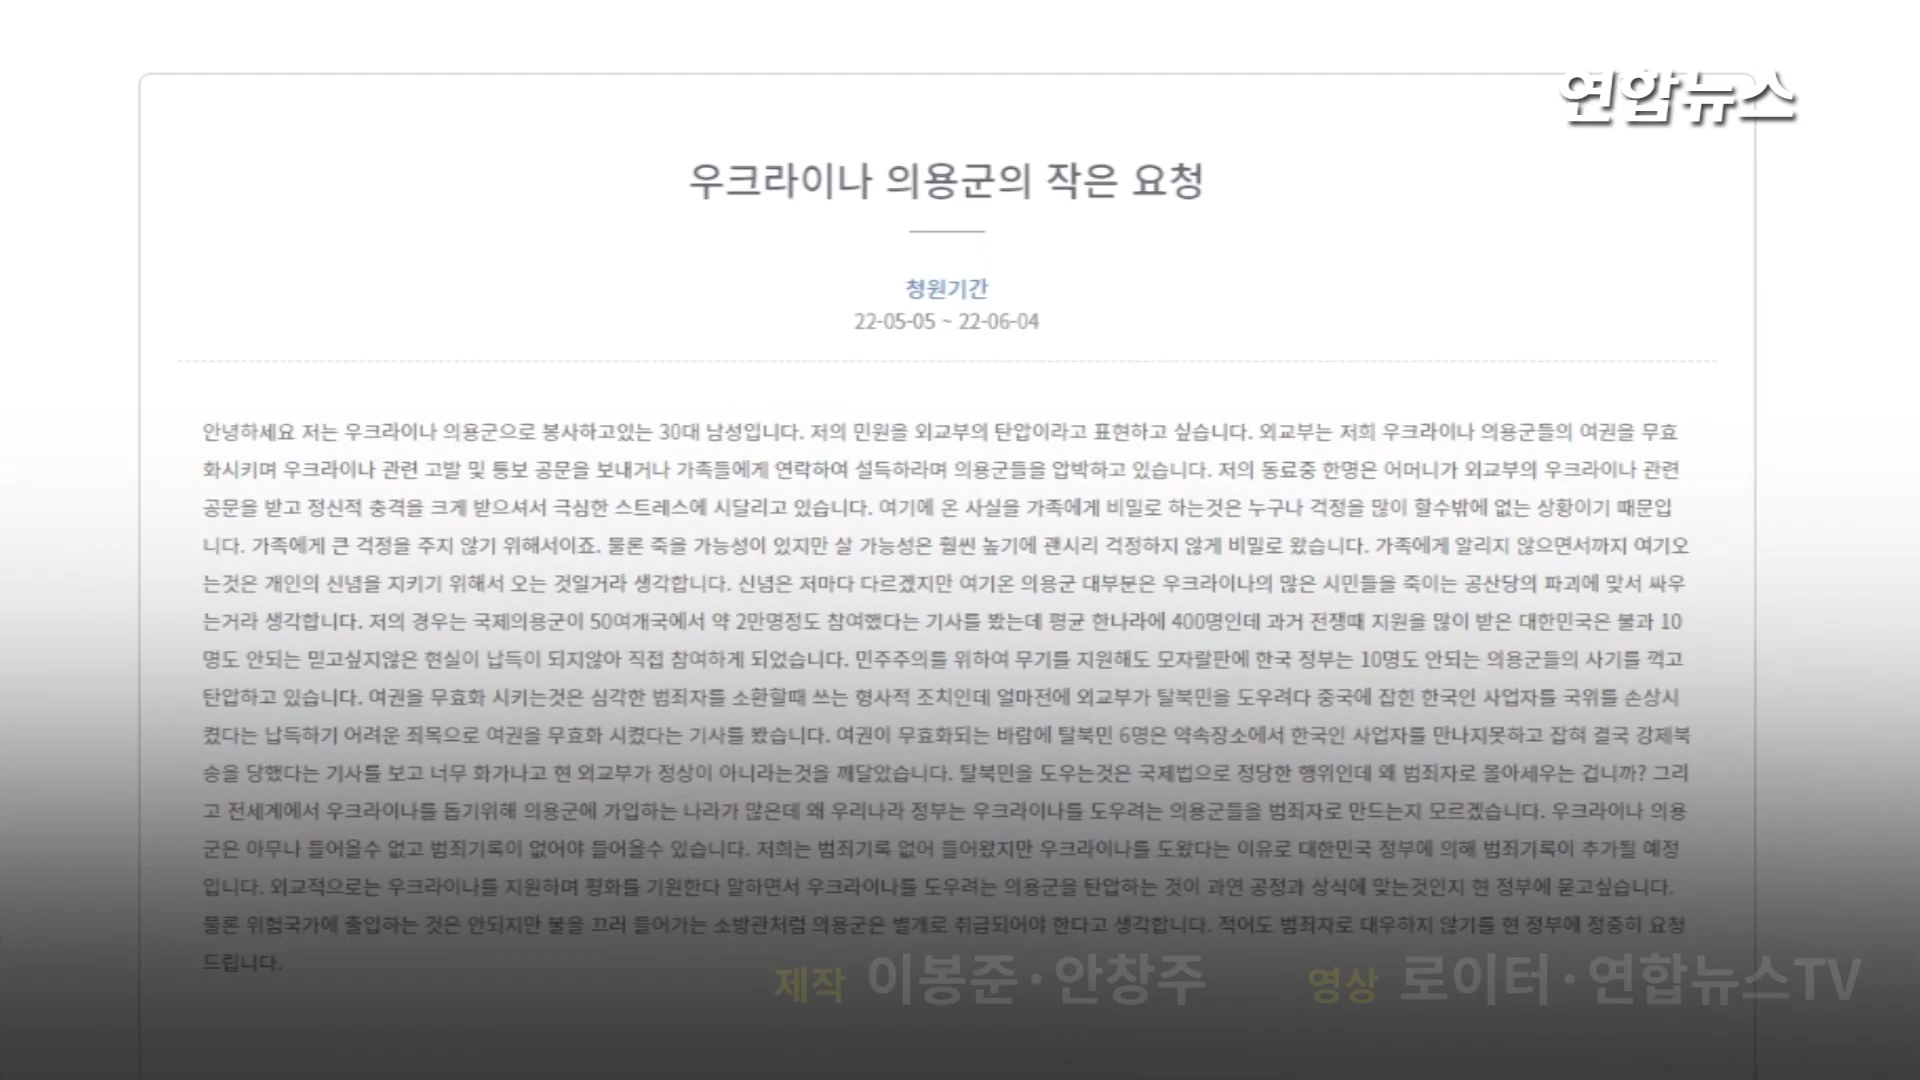 연합뉴스
우크라이나 의용군의 작은 요청
청원기간
22-05-05 ~ 22-06-04
안녕하세요 저는 우크라이나 의용군으로 봉사하고있는 30대 남성입니다. 저의 민원을 외교부의 탄압이라고 표현하고 싶습니다. 외교부는 저희 우크라이나 의용군들의 여권을 무효
화시키며 우크라이나 관련 고발 및 통보 공문을 보내거나 가족들에게 연락하여 설득하라며 의용군들을 압박하고 있습니다. 저의 동료중 한명은 어머니가 외교부의 우크라이나 관련
공문을 받고 정신적 충격을 크게 받으셔서 극심한 스트레스에 시달리고 있습니다. 여기에 온 사실을 가족에게 비밀로 하는것은 누구나 걱정을 많이 할수밖에 없는 상황이기 때문입
니다. 가족에게 큰 걱정을 주지 않기 위해서이죠. 물론 죽을 가능성이 있지만 살 가능성은 훨씬 높기에 괜시리 걱정하지 않게 비밀로 왔습니다. 가족에게 알리지 않으면서까지 여기오
는것은 개인의 신념을 지키기 위해서 오는 것일거라 생각합니다. 신념은 저마다 다르겠지만 여기온 의용군 대부분은 우크라이나의 많은 시민들을 죽이는 공산당의 파괴에 맞서 싸우
는거라 생각합니다. 저의 경우는 국제의용군이 50여개국에서 약 2만명정도 참여했다는 기사를 봤는데 평균 한나라에 400명인데 과거 전쟁때 지원을 많이 받은 대한민국은 불과 10
명도 안되는 믿고싶지않은 현실이 납득이 되지않아 직접 참여하게 되었습니다. 민주주의를 위하여 무기를 지원해도 모자랄판에 한국 정부는 10명도 안되는 의용군들의 사기를 꺽고
탄압하고 있습니다. 여권을 무효화 시키는것은 심각한 범죄자를 소환할때 쓰는 형사적 조치인데 얼마전에 외교부가 탈북민을 도우려다 중국에 잡힌 한국인 사업자를 국위를 손상시
켰다는 납득하기 어려운 죄목으로 여권을 무효화 시켰다는 기사를 봤습니다. 여권이 무효화되는 바람에 탈북민 6명은 약속장소에서 한국인 사업자를 만나지못하고 잡혀 결국 강제북
송을 당했다는 기사를 보고 너무 화가나고 현 외교부가 정상이 아니라는것을 깨달았습니다. 탈북민을 도우는것은 국제법으로 정당한 행위인데 왜 범죄자로 몰아세우는 겁니까? 그리
고 전세계에서 우크라이나를 돕기위해 의용군에 가입하는 나라가 많은데 왜 우리나라 정부는 우크라이나를 도우려는 의용군들을 범죄자로 만드는지 모르겠습니다. 우크라이나 의용
군은 아무나 들어올수 없고 범죄기록이 없어야 들어올수 있습니다. 저희는 범죄기록 없어 들어왔지만 우크라이나를 도왔다는 이유로 대한민국 정부에 의해 범죄기록이 추가될 예정
입니다. 외교적으로는 우크라이나를 지원하며 평화를 기원한다 말하면서 우크라이나를 도우려는 의용군을 탄압하는 것이 과연 공정과 상식에 맞는것인지 현 정부에 묻고싶습니다.
물론 위험국가에 출입하는 것은 안되지만 불을 끄러 들어가는 소방관처럼 의용군은 별개로 취급되어야 한다고 생각합니다. 적어도 범죄자로 대우하지 않기를 현 정부에 정중히 요청
드립니다.
제작 이봉준·안창주 영상 로이터·연합뉴스TV